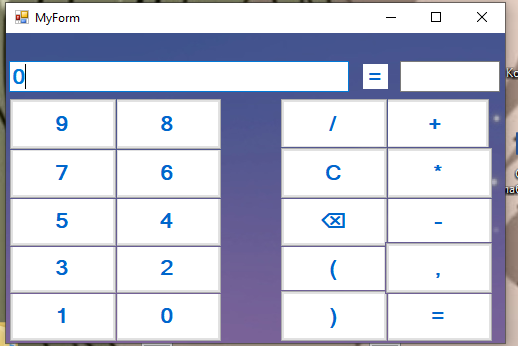 MyForm
0 =
9 8 / +
7 6 C *
5 4 ⌫ -
3 2 ( ,
1 0 ) =